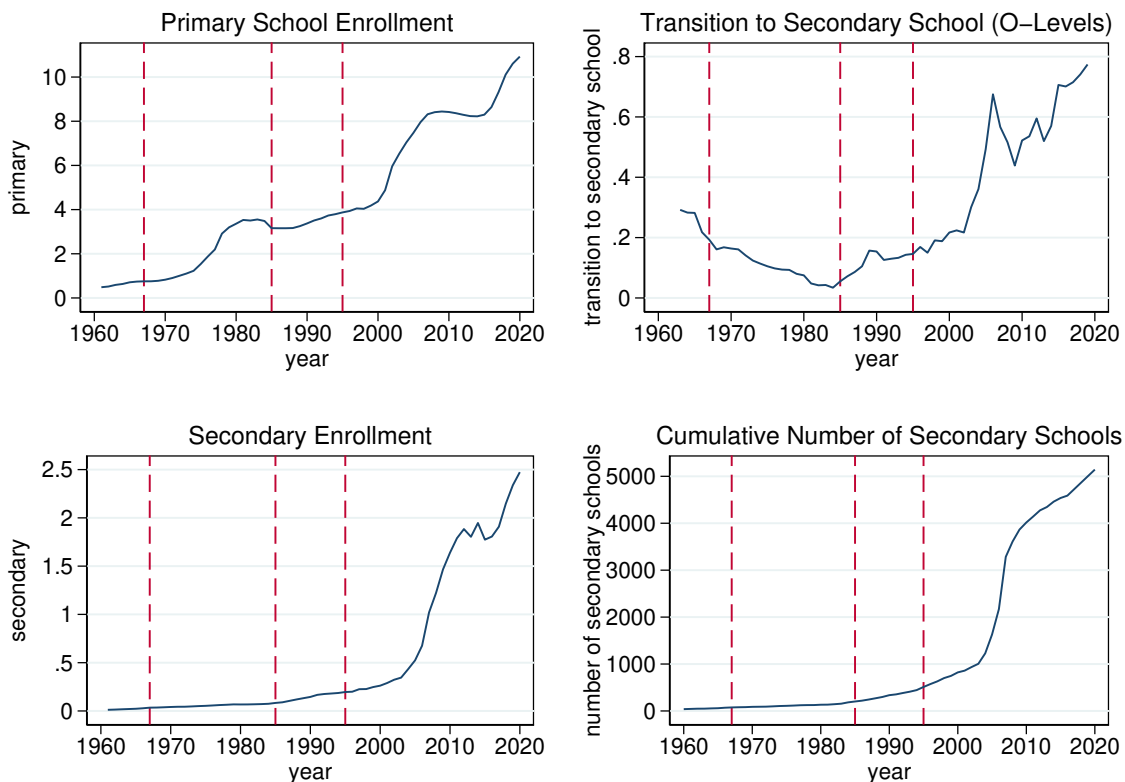 Primary School Enrollment
primary
10
8
6
4
2
0
1960 1970 1980 1990 2000 2010 2020
year
Transition to Secondary School (O−Levels)
transition to secondary school
.8
.6
.4
.2
0
1960 1970 1980 1990 2000 2010 2020
year
Secondary Enrollment
secondary
2.5
2
1.5
1
.5
0
1960 1970 1980 1990 2000 2010 2020
year
Cumulative Number of Secondary Schools
number of secondary schools
5000
4000
3000
2000
1000
0
1960 1970 1980 1990 2000 2010 2020
year